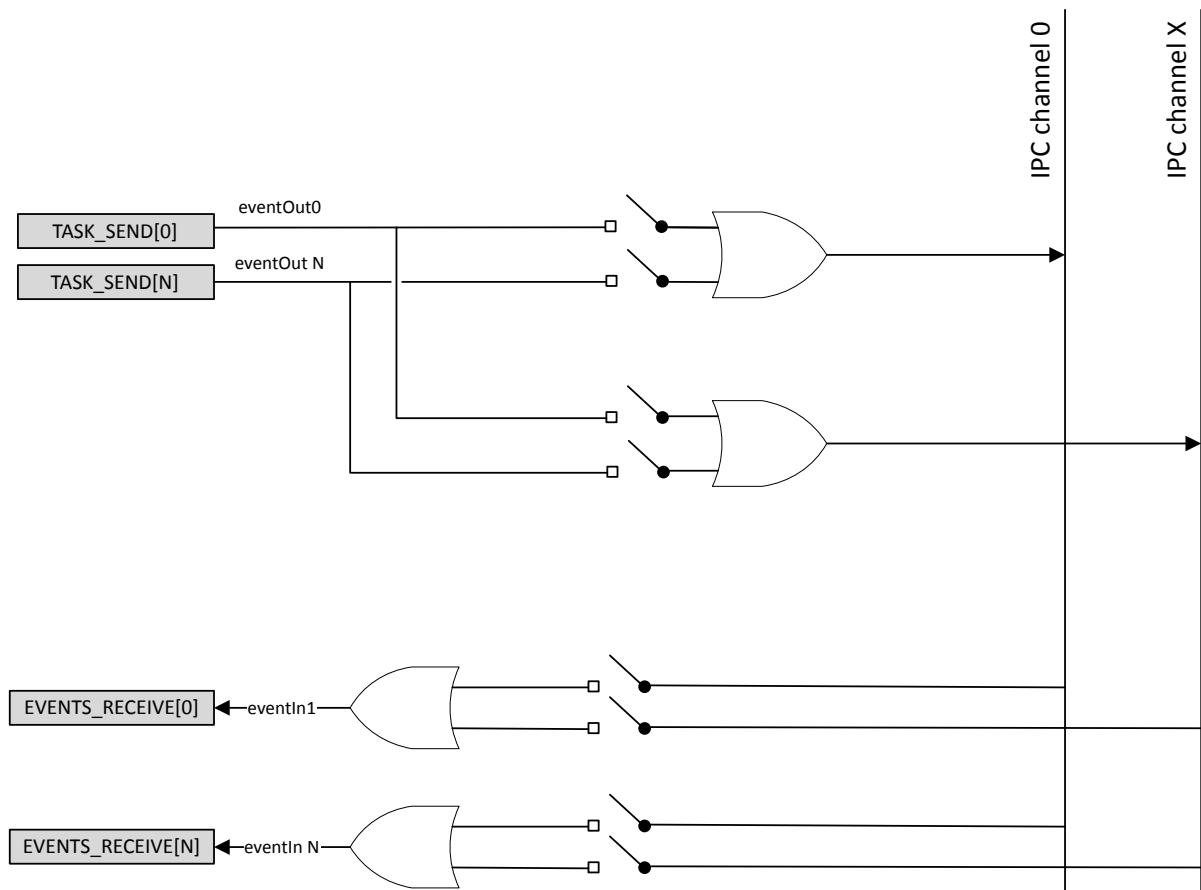 IPC channel 0
IPC channel X
eventOut0
TASK_SEND[0]
eventOut N
TASK_SEND[N]
EVENTS_RECEIVE[0]
eventIn1
EVENTS_RECEIVE[N]
eventIn N